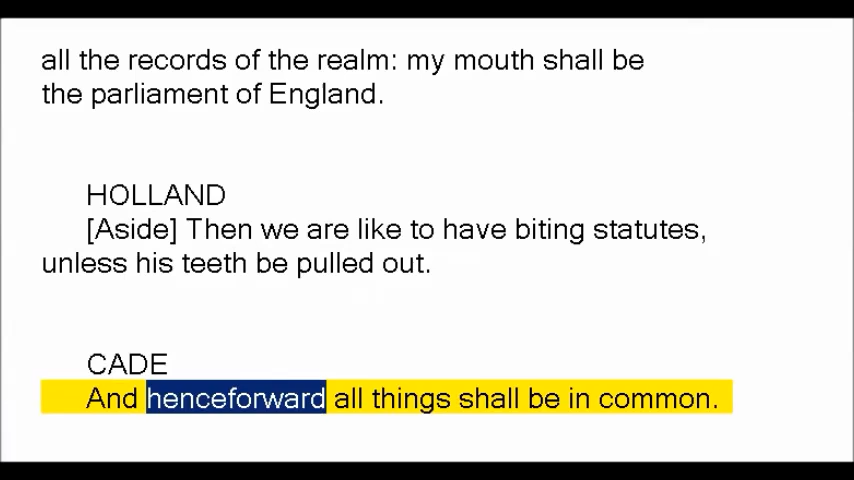 all the records of the realm: my mouth shall be
the parliament of England.
HOLLAND
[Aside] Then we are like to have biting statutes,
unless his teeth be pulled out.
CADE
And henceforward all things shall be in common.